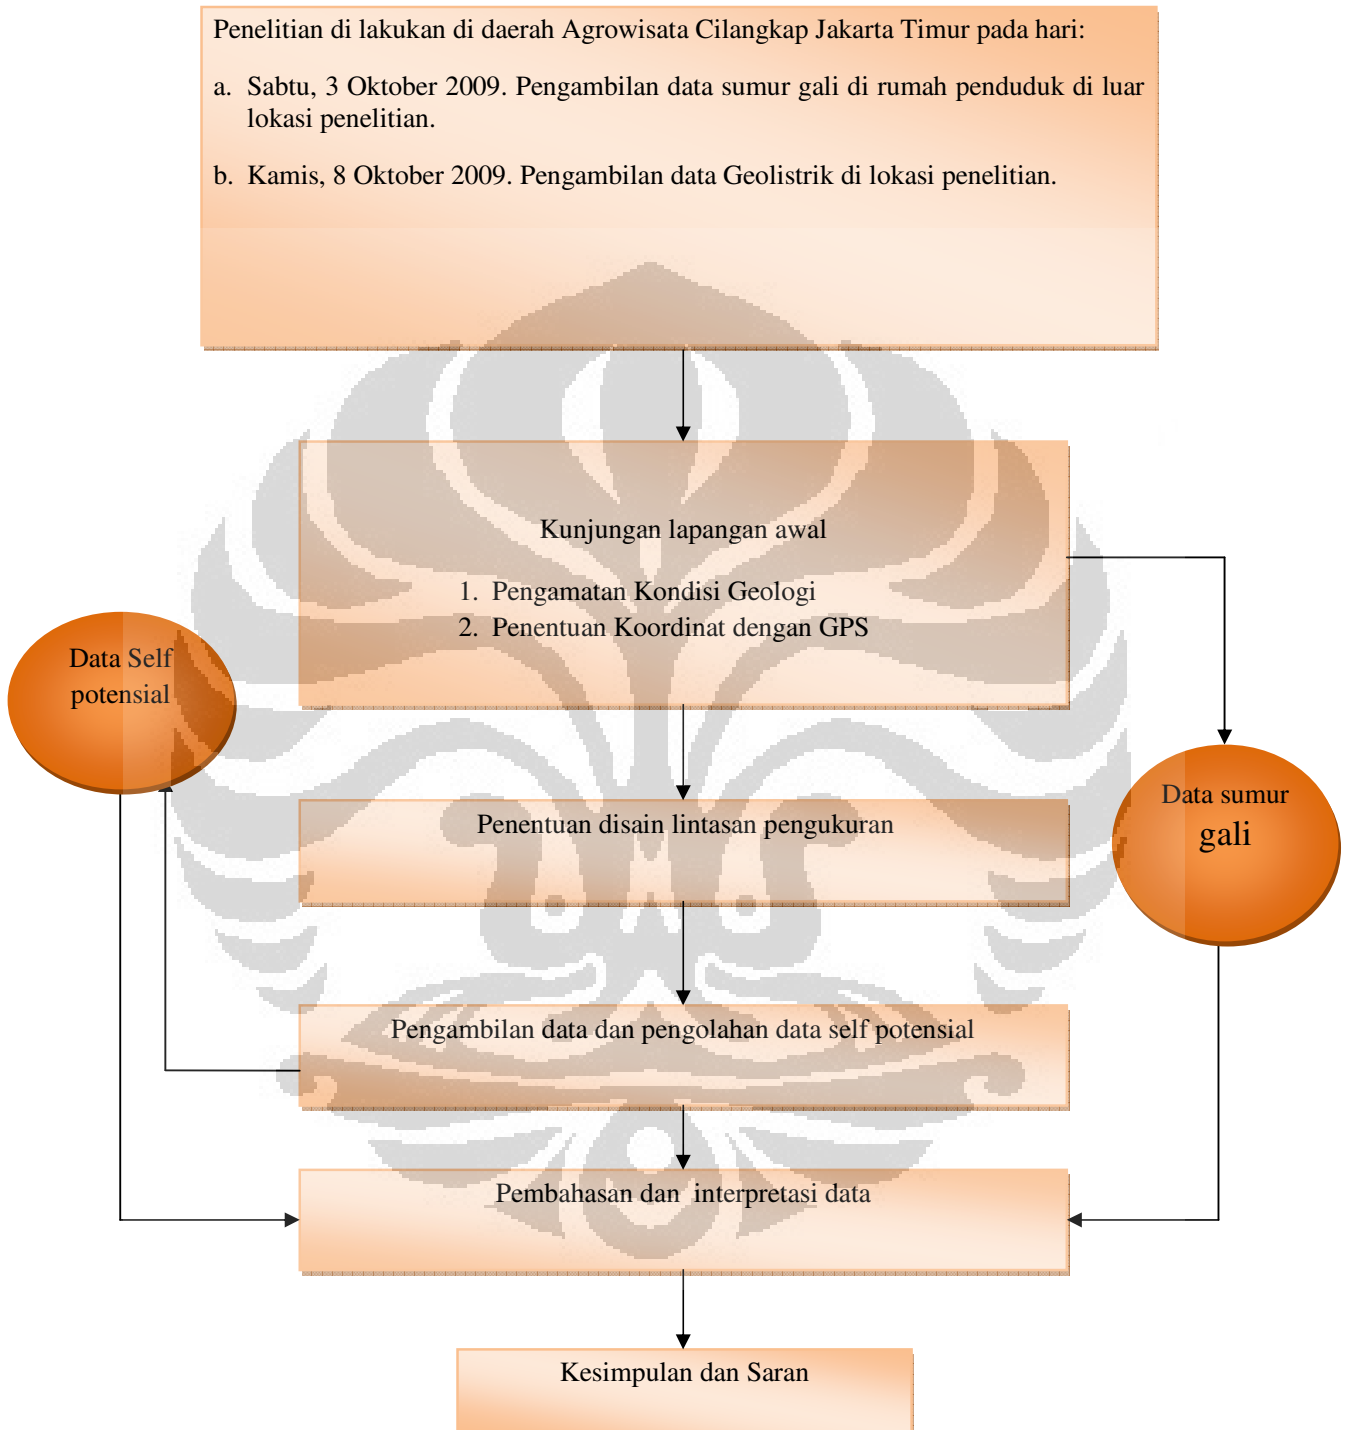 Penelitian di lakukan di daerah Agrowisata Cilangkap Jakarta Timur pada hari:
a. Sabtu, 3 Oktober 2009. Pengambilan data sumur gali di rumah penduduk di luar
lokasi penelitian.
b. Kamis, 8 Oktober 2009. Pengambilan data Geolistrik di lokasi penelitian.
Kunjungan lapangan awal
1. Pengamatan Kondisi Geologi
2. Penentuan Koordinat dengan GPS
Data Self
potensial
Data sumur
gali
Penentuan disain lintasan pengukuran
Pengambilan data dan pengolahan data self potensial
Pembahasan dan interpretasi data
Kesimpulan dan Saran